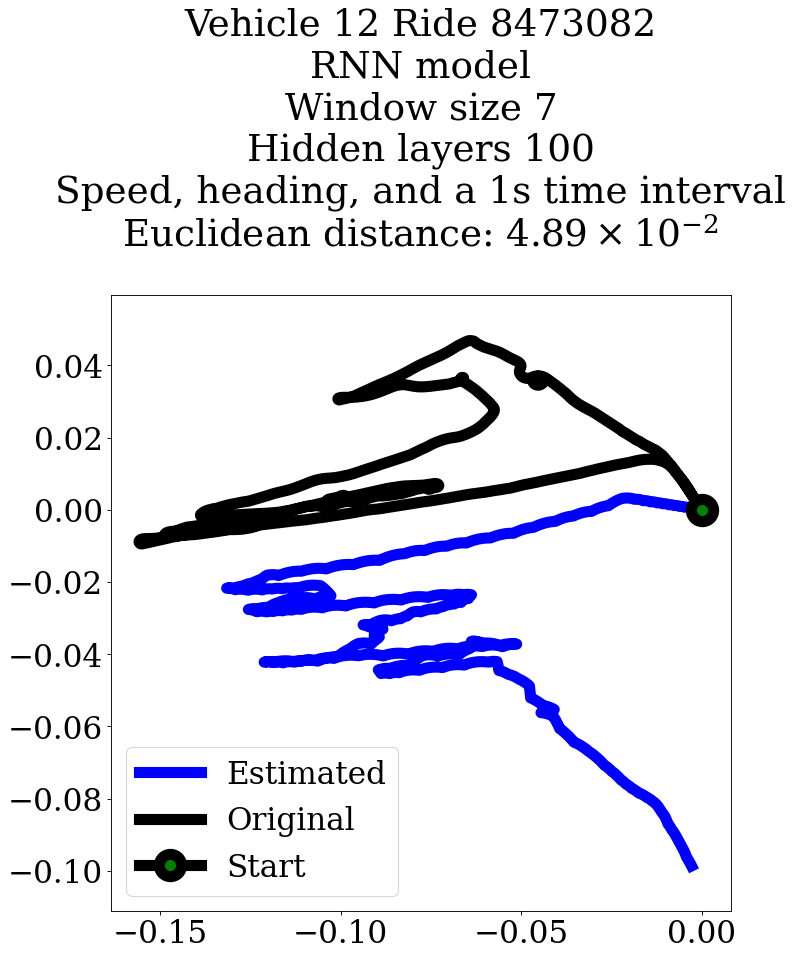 Vehicle 12 Ride 8473082
RNN model
Window size 7
Hidden layers 100
Speed, heading, and a 1s time interval
Euclidean distance: 4.89 × 10⁻²
0.04
0.02
0.00
−0.02
−0.04
−0.06
−0.08
−0.10
Estimated
Original
Start
−0.15 −0.10 −0.05 0.00